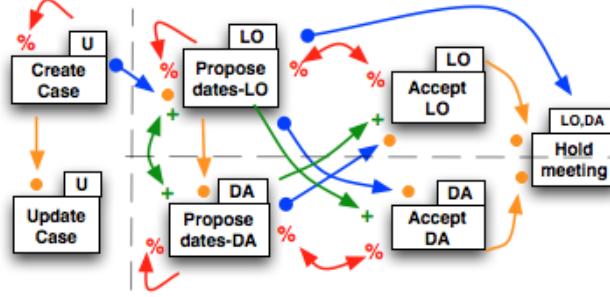 U
Create
Case
%
LO
Propose
dates-LO
%
%
+
LO
Accept
LO
%
+
LO,DA
Hold
meeting
U
Update
Case
DA
Propose
dates-DA
+
%
%
DA
Accept
DA
+
%